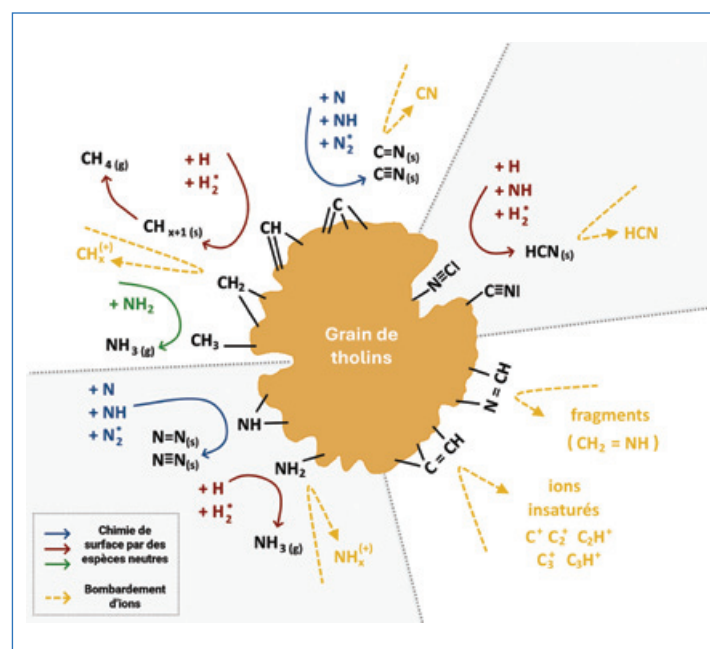 + N
+ NH
+ N₂*
CN
C=N(s)
C≡N(s)
+ H
+ H₂*
CH₄ (g)
CHₓ₊₁ (s)
CHₓ⁽⁺⁾
+ NH₂
NH₃ (g)
CH
C
CH₂
CH₃
+ H
+ NH
+ H₂*
HCN(s)
HCN
N≡CI
C≡NI
Grain de
tholins
N = CH
C = CH
fragments
( CH₂ = NH )
ions
insaturés
C⁺ C₂⁺ C₂H⁺
C₃⁺ C₃H⁺
+ N
+ NH
+ N₂*
N=N(s)
N≡N(s)
NH
NH₂
+ H
+ H₂*
NH₃ (g)
NHₓ⁽⁺⁾
Chimie de
surface par des
espèces neutres
Bombardement
d'ions